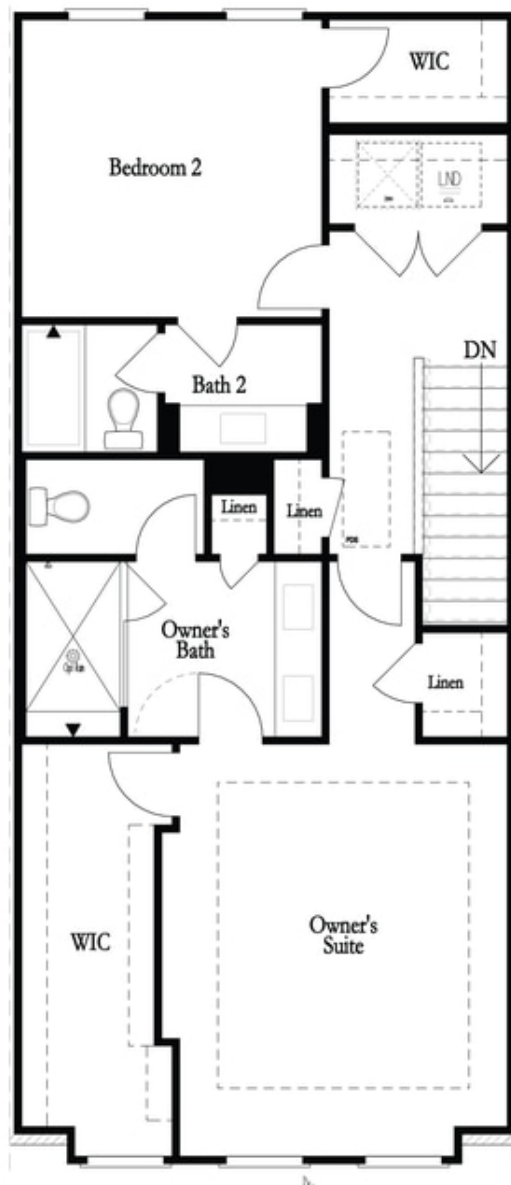 WIC
Bedroom 2
LND
DN
Bath 2
Linen
Linen
Owner's
Bath
Linen
Owner's
Suite
WIC